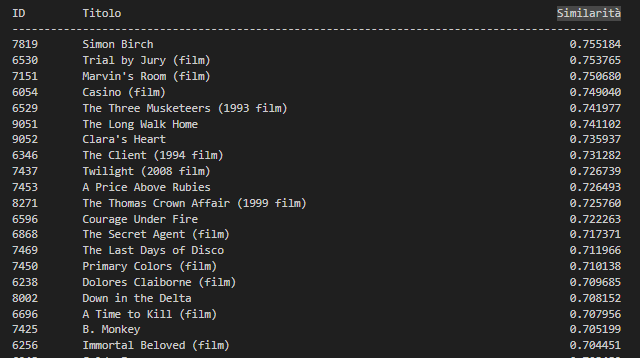 ID Titolo Similarità
--------------------------------------------------------------------------------------------
7819 Simon Birch 0.755184
6530 Trial by Jury (film) 0.753765
7151 Marvin's Room (film) 0.750680
6054 Casino (film) 0.749040
6529 The Three Musketeers (1993 film) 0.741977
9051 The Long Walk Home 0.741102
9052 Clara's Heart 0.735937
6346 The Client (1994 film) 0.731282
7437 Twilight (2008 film) 0.726739
7453 A Price Above Rubies 0.726493
8271 The Thomas Crown Affair (1999 film) 0.725760
6596 Courage Under Fire 0.722263
6868 The Secret Agent (film) 0.717371
7469 The Last Days of Disco 0.711966
7450 Primary Colors (film) 0.710138
6238 Dolores Claiborne (film) 0.709685
8002 Down in the Delta 0.708152
6696 A Time to Kill (film) 0.707956
7425 B. Monkey 0.705199
6256 Immortal Beloved (film) 0.704451